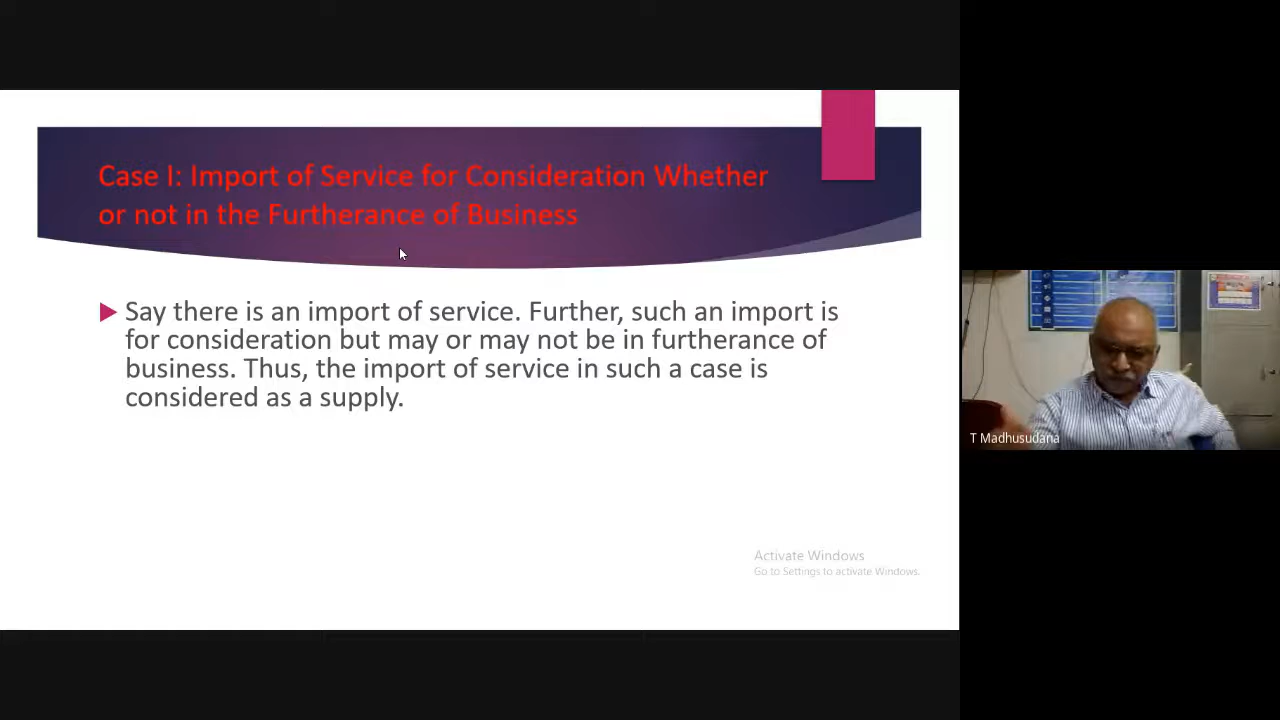 Case I: Import of Service for Consideration Whether
or not in the Furtherance of Business
Say there is an import of service. Further, such an import is
for consideration but may or may not be in furtherance of
business. Thus, the import of service in such a case is
considered as a supply.
Activate Windows
Go to Settings to activate Windows.
T Madhusudana